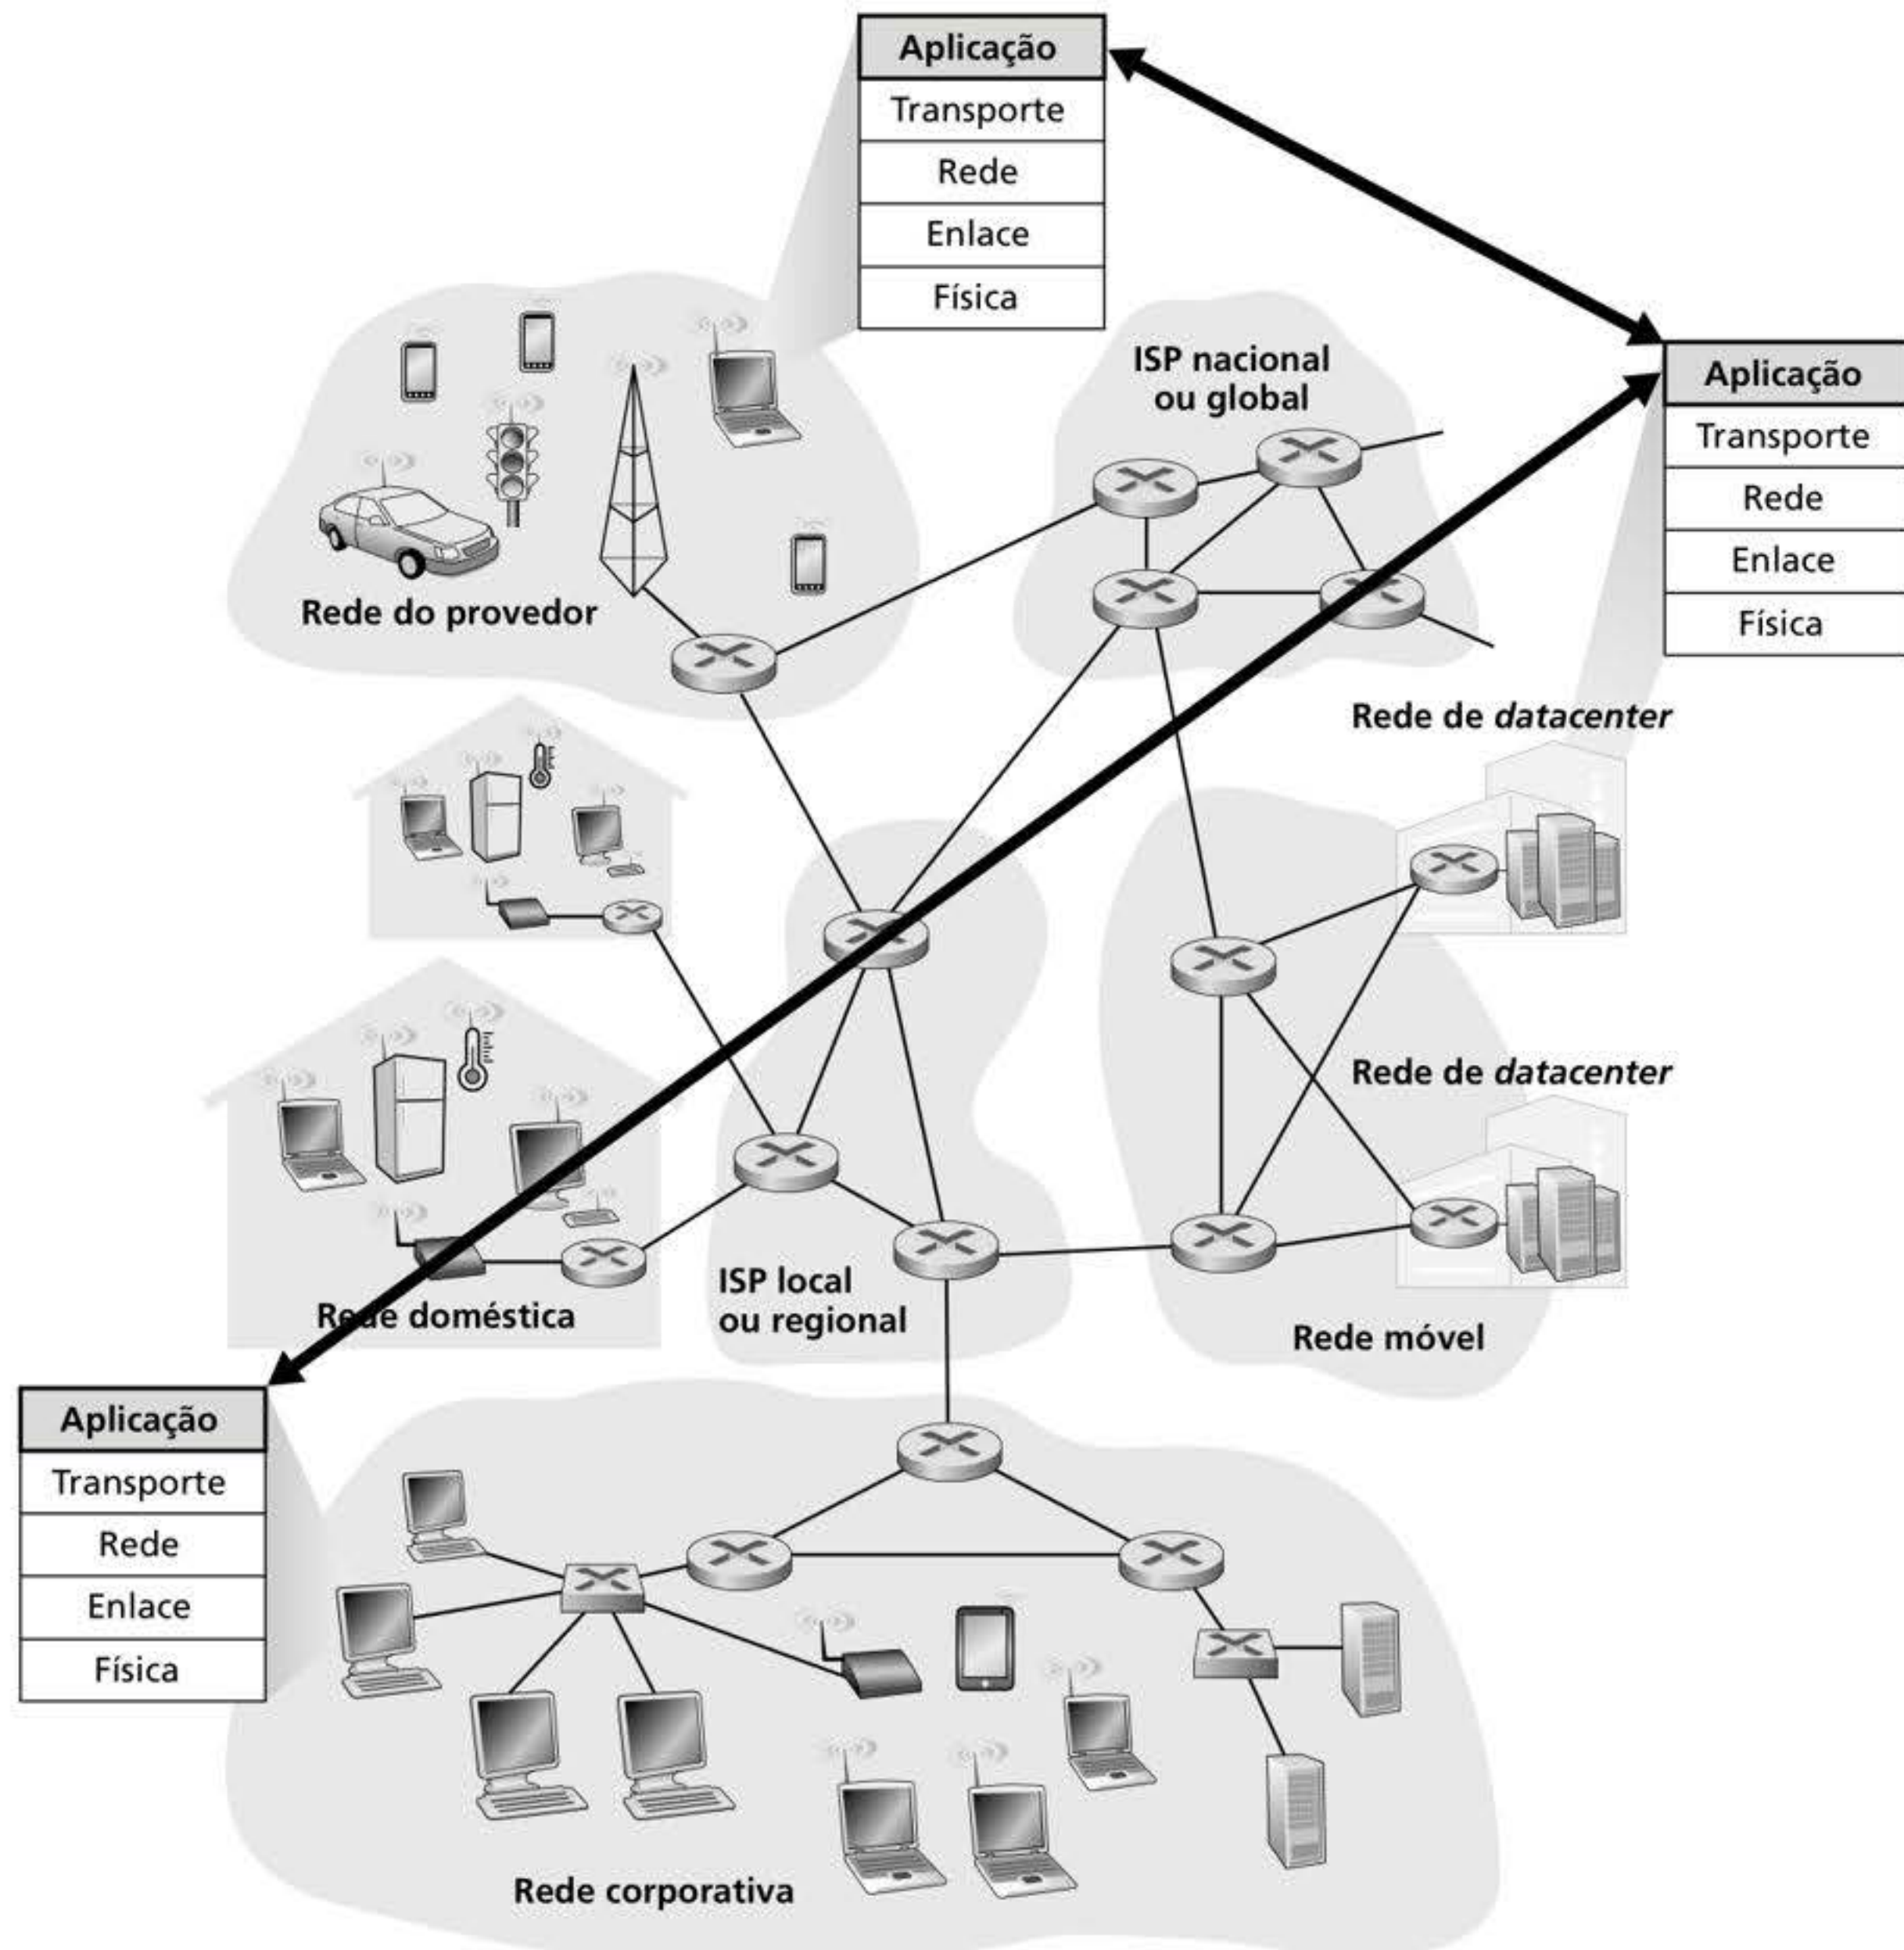 Aplicação
Transporte
Rede
Enlace
Física
ISP nacional
ou global
Aplicação
Transporte
Rede
Enlace
Física
Rede do provedor
Rede de datacenter
Rede de datacenter
Rede doméstica
ISP local
ou regional
Rede móvel
Aplicação
Transporte
Rede
Enlace
Física
Rede corporativa